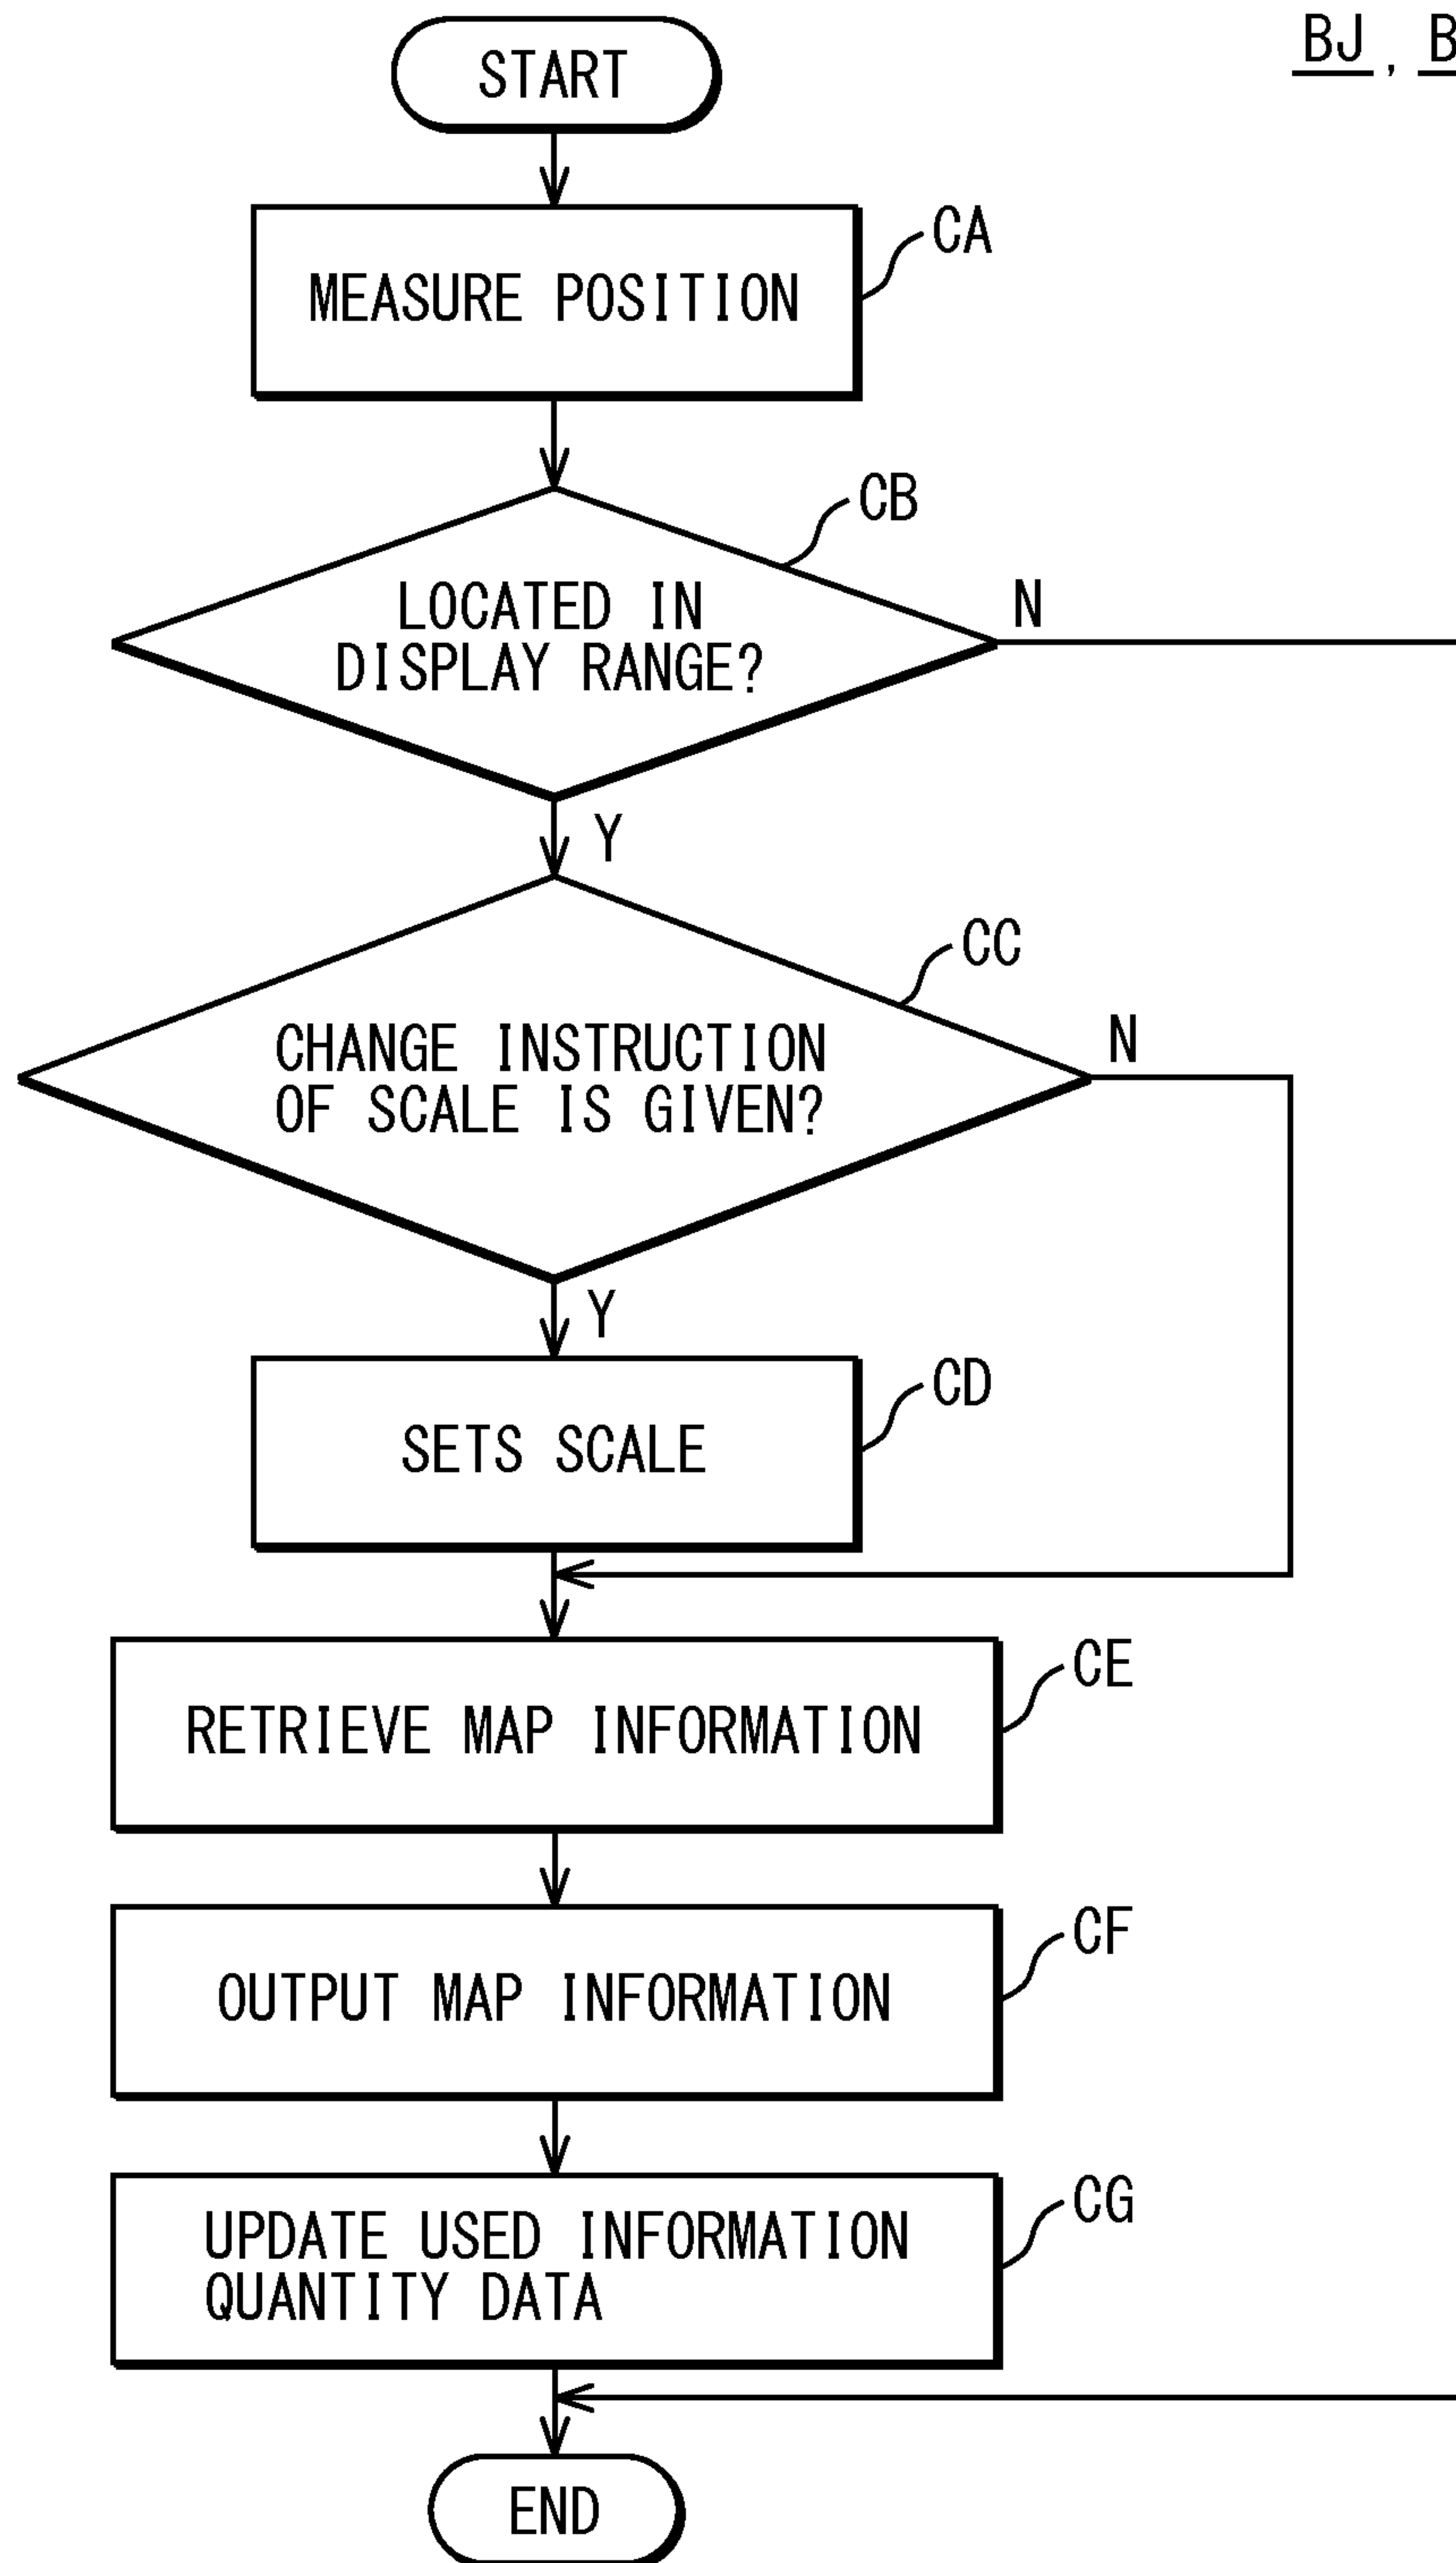 START
BJ, B
MEASURE POSITION
CA
CB
LOCATED IN
DISPLAY RANGE?
N
Y
CC
CHANGE INSTRUCTION
OF SCALE IS GIVEN?
N
Y
CD
SETS SCALE
CE
RETRIEVE MAP INFORMATION
CF
OUTPUT MAP INFORMATION
CG
UPDATE USED INFORMATION
QUANTITY DATA
END